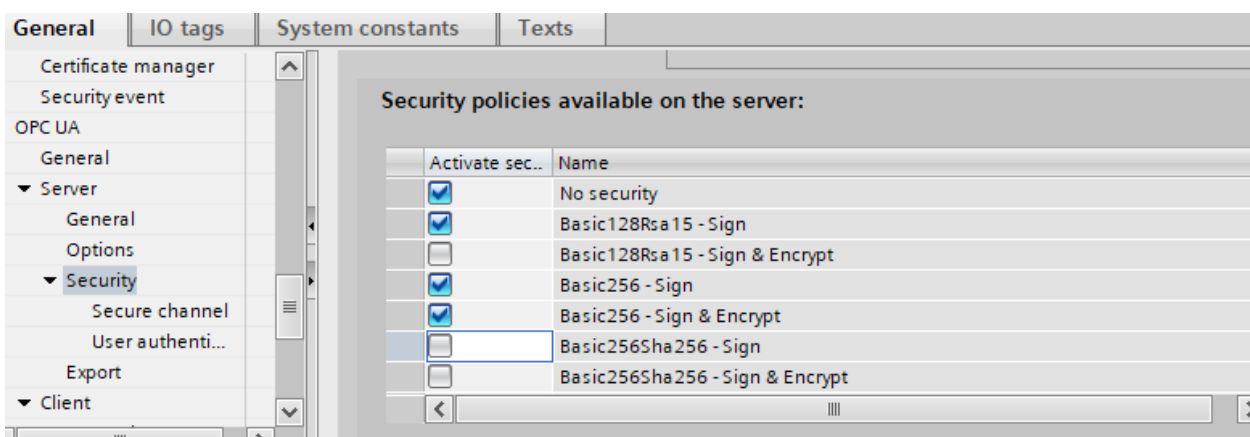 General IO tags System constants Texts
Certificate manager
Security event
OPC UA
General
Server
General
Options
Security
Secure channel
User authenti...
Export
Client
Security policies available on the server:
Activate sec... Name
No security
Basic128Rsa15 - Sign
Basic128Rsa15 - Sign & Encrypt
Basic256 - Sign
Basic256 - Sign & Encrypt
Basic256Sha256 - Sign
Basic256Sha256 - Sign & Encrypt